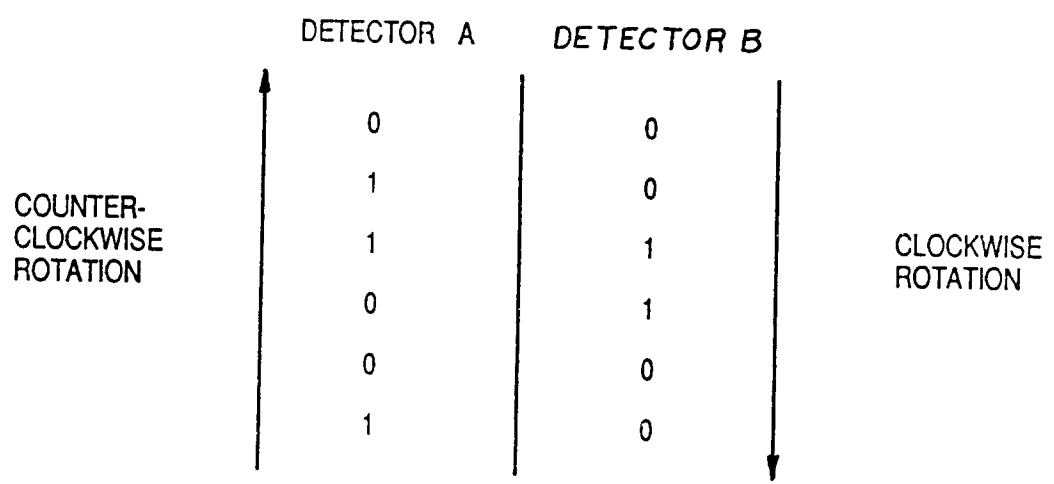 DETECTOR A DETECTOR B
0 0
1 0
COUNTER-
CLOCKWISE
ROTATION
1 1
CLOCKWISE
ROTATION
0 1
0 0
1 0